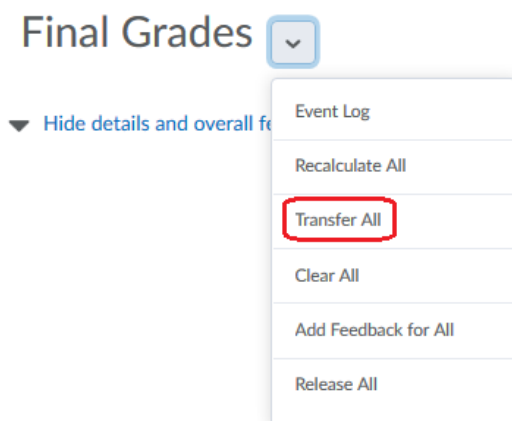 Final Grades
Hide details and overall
Event Log
Recalculate All
Transfer All
Clear All
Add Feedback for All
Release All